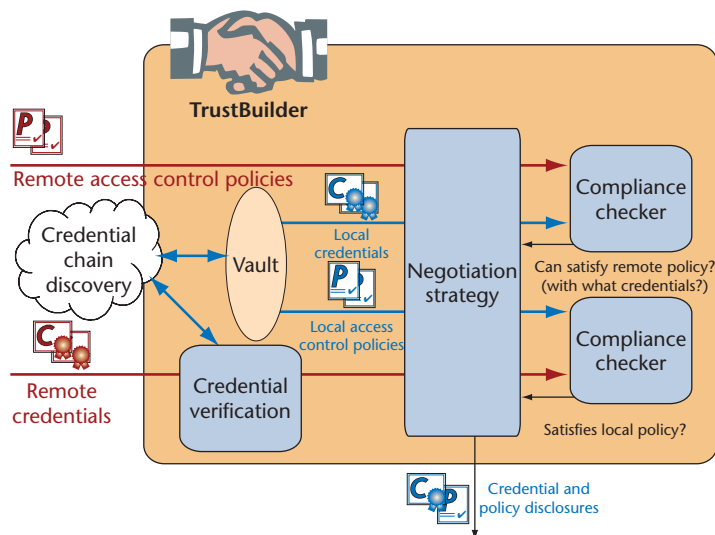 TrustBuilder
P
P
Remote access control policies
C
Local
credentials
Compliance
checker
Credential
chain
discovery
Vault
P
P
Negotiation
strategy
Can satisfy remote policy?
(with what credentials?)
Local access
control policies
C
Compliance
checker
Remote
credentials
Credential
verification
Satisfies local policy?
C
P
Credential and
policy disclosures